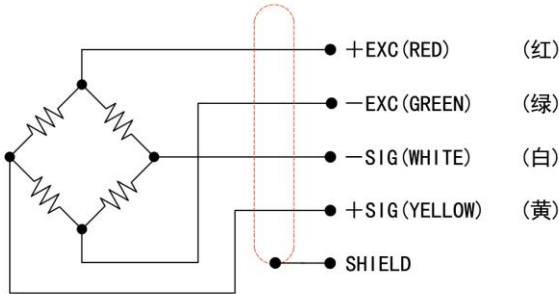 +EXC(RED) (红)
−EXC(GREEN) (绿)
−SIG(WHITE) (白)
+SIG(YELLOW) (黄)
SHIELD